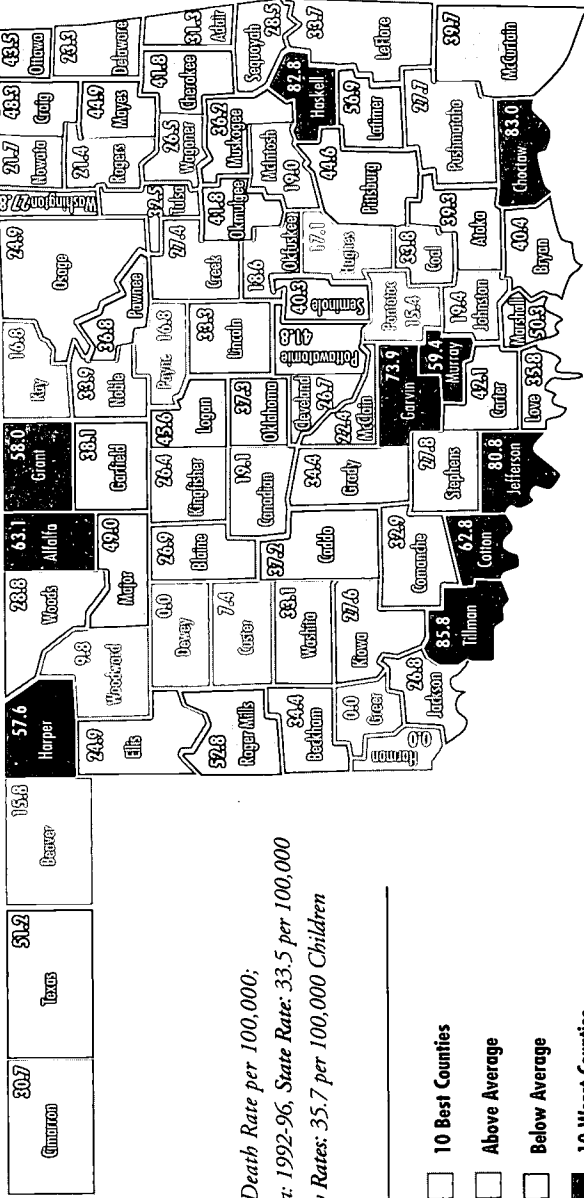 Death Rate per 100,000;
a: 1992-96, State Rate: 33.5 per 100,000
Rates: 35.7 per 100,000 Children
10 Best Counties
Above Average
Below Average
10 Worst Counties
30.7
Cimarron
51.2
Texas
15.8
Beaver
57.6
Harper
28.8
Woods
63.1
Alfalfa
58.0
Grant
16.8
Kay
24.9
Osage
Washington 27.8
21.7
Nowata
48.3
Craig
43.5
Ottawa
24.9
Ellis
9.8
Woodward
49.0
Major
38.1
Garfield
33.9
Noble
36.8
Pawnee
32.5
Tulsa
21.4
Rogers
44.9
Mayes
23.3
Delaware
52.8
Roger Mills
0.0
Dewey
26.9
Blaine
26.4
Kingfisher
45.6
Logan
Payne 16.8
27.4
Creek
26.5
Wagoner
41.8
Cherokee
31.3
Adair
7.4
Custer
19.1
Canadian
37.3
Oklahoma
33.3
Lincoln
18.6
Okfuskee
41.8
Okmulgee
36.2
Muskogee
28.5
Sequoyah
34.4
Beckham
33.1
Washita
37.2
Caddo
34.4
Grady
Cleveland
26.7
22.4
McClain
Pottawatomie
41.8
Seminole
40.3
17.1
Hughes
McIntosh
19.0
82.8
Haskell
33.7
LeFlore
Harmon
0.0
0.0
Greer
27.6
Kiowa
32.9
Comanche
27.8
Stephens
73.9
Garvin
Pontotoc
15.4
33.8
Coal
44.6
Pittsburg
56.9
Latimer
26.8
Jackson
85.8
Tillman
62.8
Cotton
80.8
Jefferson
42.1
Carter
59.4
Murray
19.4
Johnston
39.3
Atoka
27.7
Pushmataha
39.7
McCurtain
Love 35.8
Marshall
50.3
40.4
Bryan
83.0
Choctaw